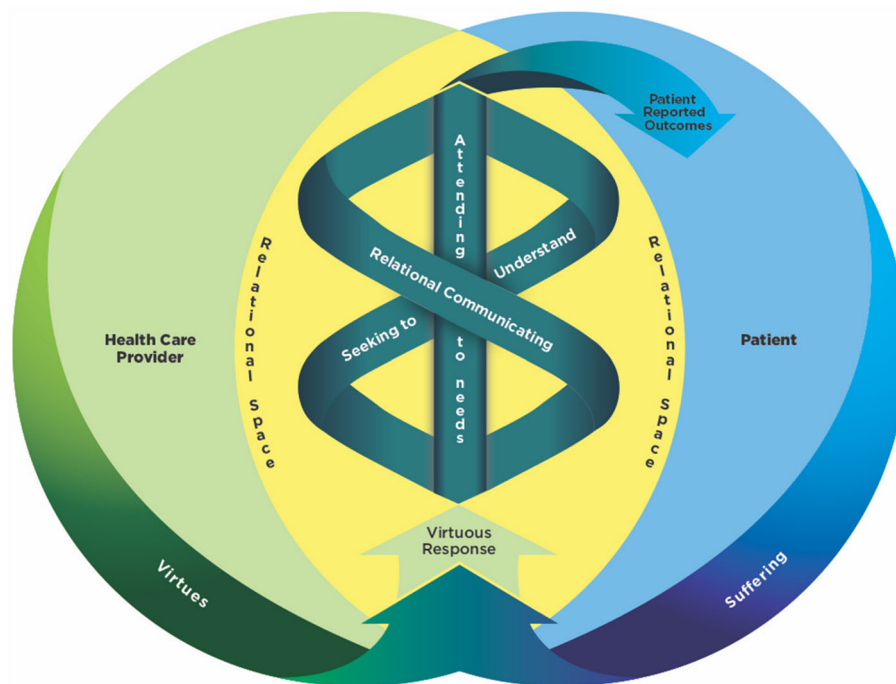 Patient
Reported
Outcomes
Attending to needs
Relational Communicating
Seeking to Understand
Relational Space
Relational Space
Health Care
Provider
Patient
Virtuous
Response
Virtues
Suffering